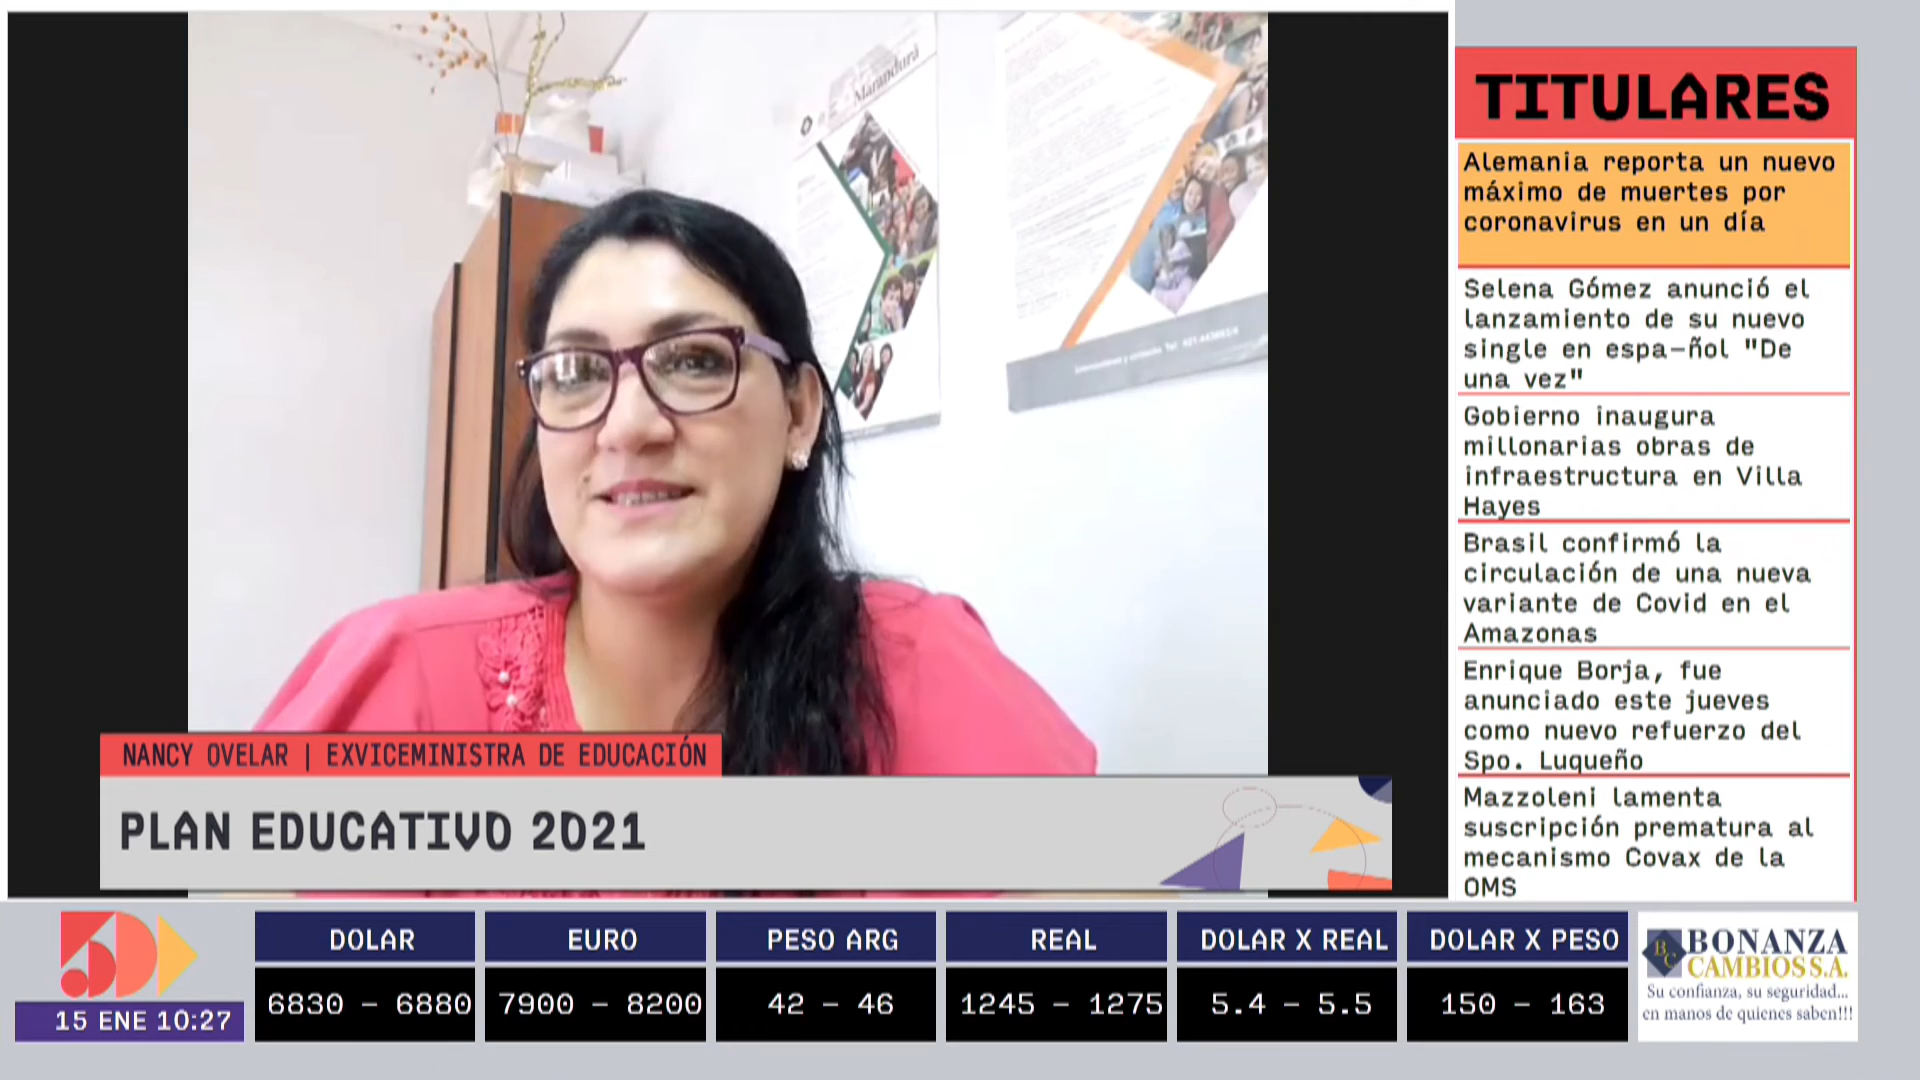 Marandurá
TITULARES
Alemania reporta un nuevo
máximo de muertes por
coronavirus en un día
Selena Gómez anunció el
lanzamiento de su nuevo
single en espa-ñol "De
una vez"
Gobierno inaugura
millonarias obras de
infraestructura en Villa
Hayes
Brasil confirmó la
circulación de una nueva
variante de Covid en el
Amazonas
Enrique Borja, fue
anunciado este jueves
como nuevo refuerzo del
Spo. Luqueño
Mazzoleni lamenta
suscripción prematura al
mecanismo Covax de la
OMS
NANCY OVELAR | EXVICEMINISTRA DE EDUCACIÓN
PLAN EDUCATIVO 2021
5D
15 ENE 10:27
DOLAR
6830 - 6880
EURO
7900 - 8200
PESO ARG
42 - 46
REAL
1245 - 1275
DOLAR X REAL
5.4 - 5.5
DOLAR X PESO
150 - 163
BC
BONANZA
CAMBIOS S.A.
Su confianza, su seguridad...
en manos de quienes saben!!!